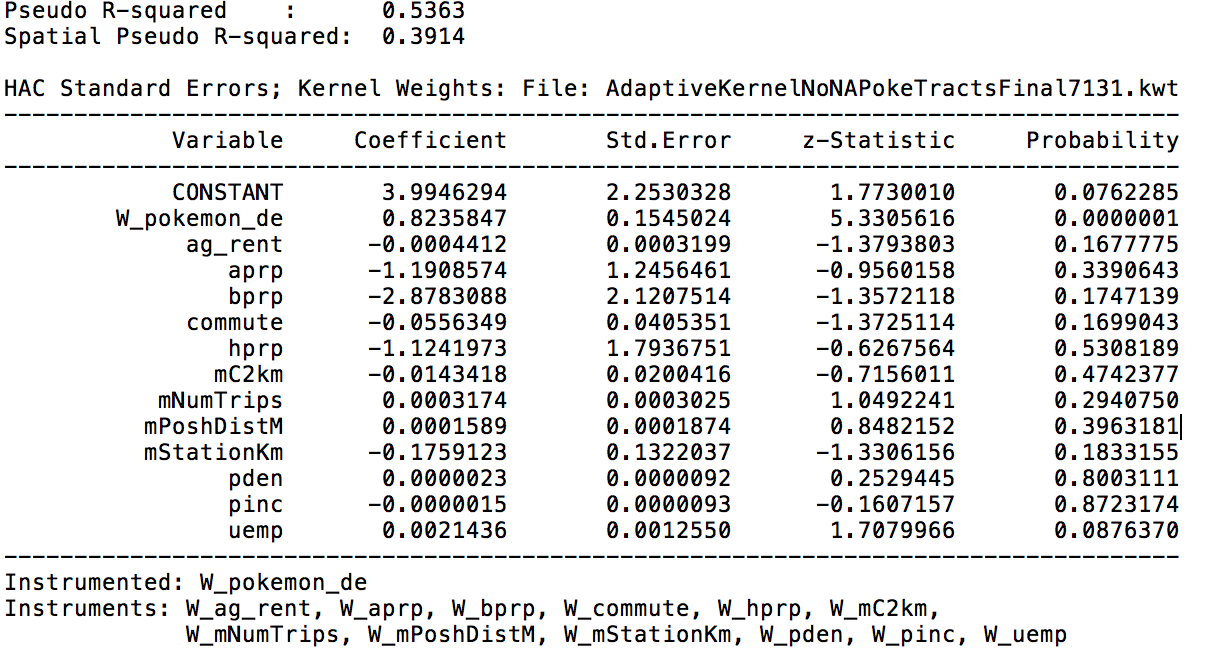 Pseudo R-squared    :      0.5363
Spatial Pseudo R-squared:  0.3914
HAC Standard Errors; Kernel Weights: File: AdaptiveKernelNoNAPokeTractsFinal7131.kwt
------------------------------------------------------------------------------------
            Variable     Coefficient       Std.Error     z-Statistic     Probability
------------------------------------------------------------------------------------
            CONSTANT       3.9946294       2.2530328       1.7730010       0.0762285
        W_pokemon_de       0.8235847       0.1545024       5.3305616       0.0000001
             ag_rent      -0.0004412       0.0003199      -1.3793803       0.1677775
                aprp      -1.1908574       1.2456461      -0.9560158       0.3390643
                bprp      -2.8783088       2.1207514      -1.3572118       0.1747139
             commute      -0.0556349       0.0405351      -1.3725114       0.1699043
                hprp      -1.1241973       1.7936751      -0.6267564       0.5308189
               mC2km      -0.0143418       0.0200416      -0.7156011       0.4742377
           mNumTrips       0.0003174       0.0003025       1.0492241       0.2940750
          mPoshDistM       0.0001589       0.0001874       0.8482152       0.3963181
          mStationKm      -0.1759123       0.1322037      -1.3306156       0.1833155
                pden       0.0000023       0.0000092       0.2529445       0.8003111
                pinc      -0.0000015       0.0000093      -0.1607157       0.8723174
                uemp       0.0021436       0.0012550       1.7079966       0.0876370
------------------------------------------------------------------------------------
Instrumented: W_pokemon_de
Instruments: W_ag_rent, W_aprp, W_bprp, W_commute, W_hprp, W_mC2km,
             W_mNumTrips, W_mPoshDistM, W_mStationKm, W_pden, W_pinc, W_uemp